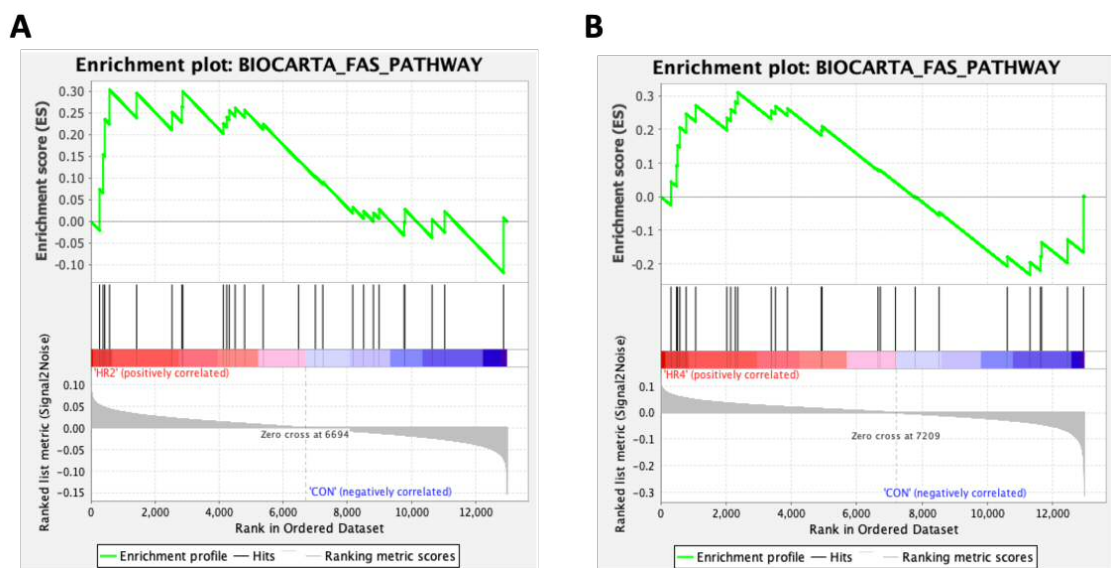 A
Enrichment plot: BIOCARTA_FAS_PATHWAY
Enrichment score (ES)
0.30
0.25
0.20
0.15
0.10
0.05
0.00
-0.05
-0.10
'HR2' (positively correlated)
Ranked list metric (Signal2Noise)
0.10
0.05
0.00
-0.05
-0.10
-0.15
Zero cross at 6694
'CON' (negatively correlated)
0 2,000 4,000 6,000 8,000 10,000 12,000
Rank in Ordered Dataset
Enrichment profile Hits Ranking metric scores
B
Enrichment plot: BIOCARTA_FAS_PATHWAY
Enrichment score (ES)
0.3
0.2
0.1
0.0
-0.1
-0.2
'HR4' (positively correlated)
Ranked list metric (Signal2Noise)
0.1
0.0
-0.1
-0.2
-0.3
Zero cross at 7209
'CON' (negatively correlated)
0 2,000 4,000 6,000 8,000 10,000 12,000
Rank in Ordered Dataset
Enrichment profile Hits Ranking metric scores